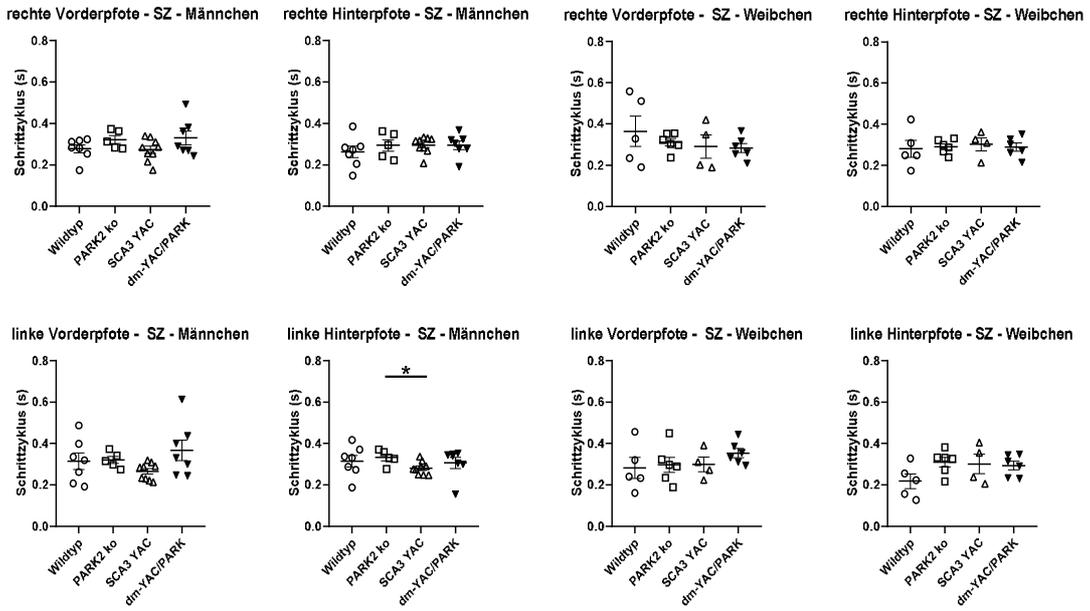 rechte Vorderpfote - SZ - Männchen
Schrittzyklus (s)
0.8
0.6
0.4
0.2
0.0
Wildtyp
PARK2 ko
SCA3 YAC
dm-YAC/PARK
rechte Hinterpfote - SZ - Männchen
Schrittzyklus (s)
0.8
0.6
0.4
0.2
0.0
Wildtyp
PARK2 ko
SCA3 YAC
dm-YAC/PARK
rechte Vorderpfote - SZ - Weibchen
Schrittzyklus (s)
0.8
0.6
0.4
0.2
0.0
Wildtyp
PARK2 ko
SCA3 YAC
dm-YAC/PARK
rechte Hinterpfote - SZ - Weibchen
Schrittzyklus (s)
0.8
0.6
0.4
0.2
0.0
Wildtyp
PARK2 ko
SCA3 YAC
dm-YAC/PARK
linke Vorderpfote - SZ - Männchen
Schrittzyklus (s)
0.8
0.6
0.4
0.2
0.0
Wildtyp
PARK2 ko
SCA3 YAC
dm-YAC/PARK
linke Hinterpfote - SZ - Männchen
Schrittzyklus (s)
0.8
0.6
0.4
0.2
0.0
*
Wildtyp
PARK2 ko
SCA3 YAC
dm-YAC/PARK
linke Vorderpfote - SZ - Weibchen
Schrittzyklus (s)
0.8
0.6
0.4
0.2
0.0
Wildtyp
PARK2 ko
SCA3 YAC
dm-YAC/PARK
linke Hinterpfote - SZ - Weibchen
Schrittzyklus (s)
0.8
0.6
0.4
0.2
0.0
Wildtyp
PARK2 ko
SCA3 YAC
dm-YAC/PARK